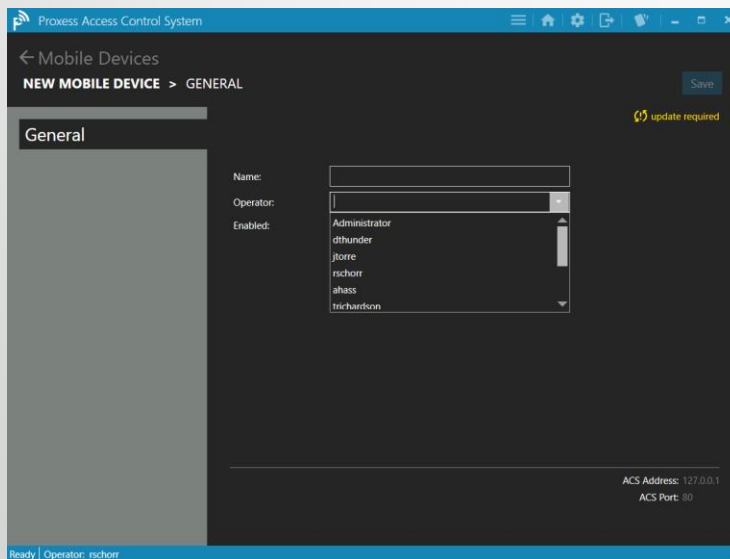 Proxess Access Control System
Mobile Devices
NEW MOBILE DEVICE > GENERAL
Save
update required
General
Name:
Operator:
Enabled:
Administrator
dthunder
jtorre
rschorr
ahass
trichardson
ACS Address: 127.0.0.1
ACS Port: 80
Ready Operator: rschorr